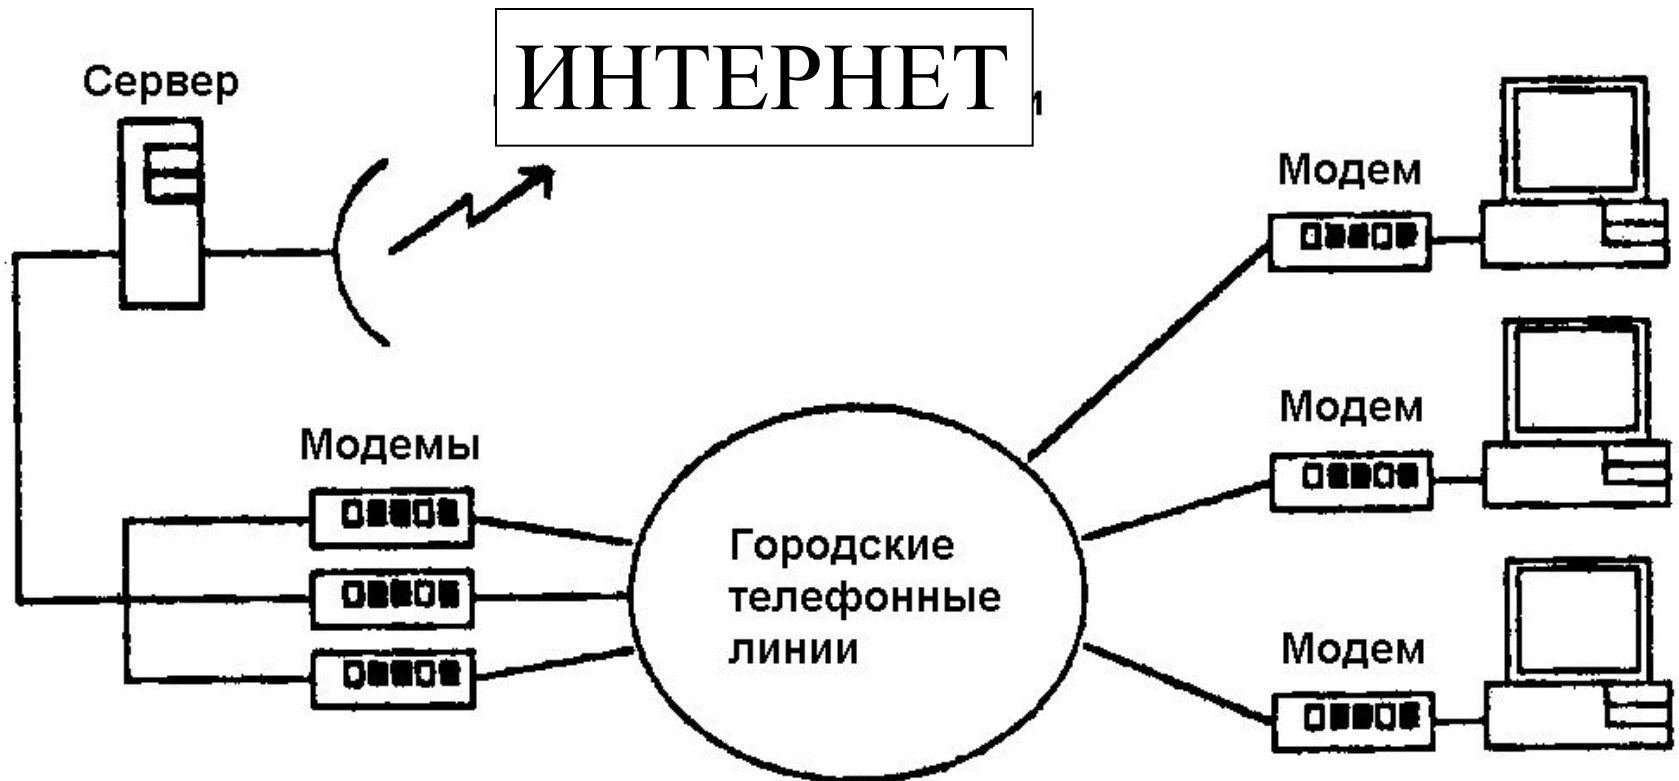 ИНТЕРНЕТ
Сервер
Модем
Модем
Модемы
Городские
телефонные
линии
Модем